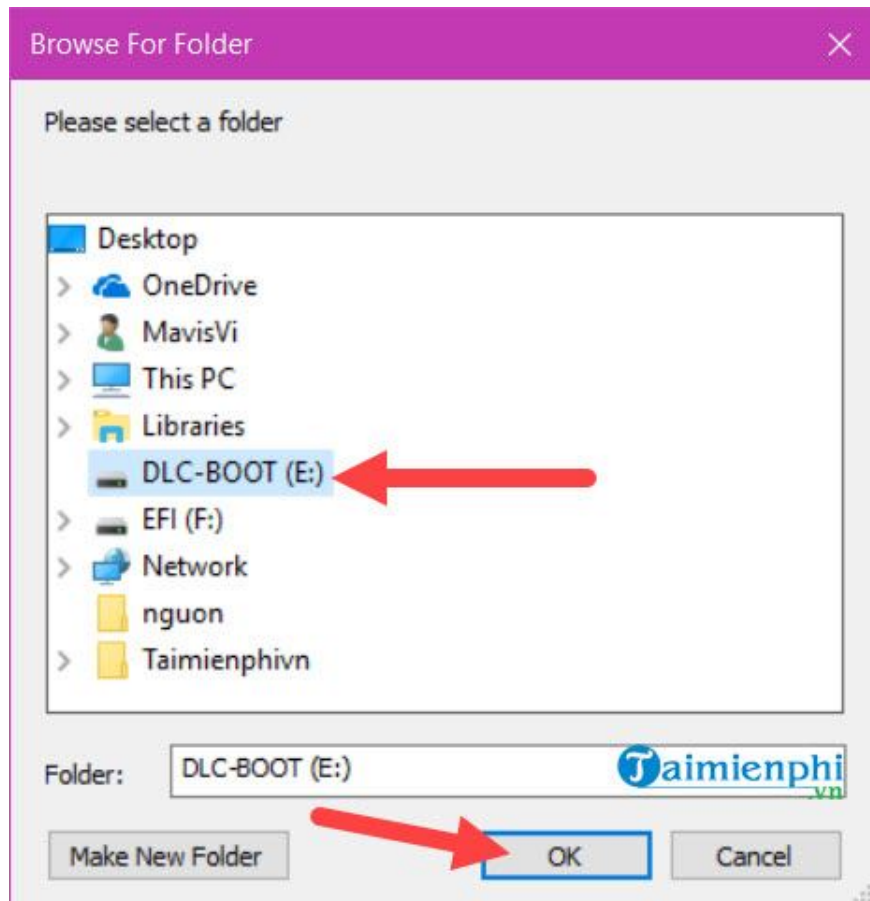 Browse For Folder
Please select a folder
Desktop
OneDrive
MavisVi
This PC
Libraries
DLC-BOOT (E:)
EFI (F:)
Network
nguon
Taimienphivn
Folder: DLC-BOOT (E:) Taimienphi
.vn
Make New Folder OK Cancel